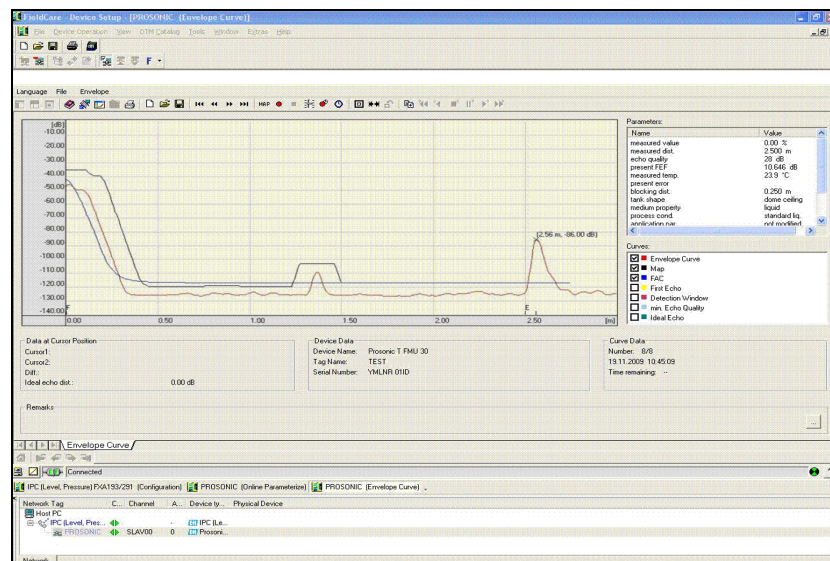 FieldCare - Device Setup - [PROSONIC (Envelope Curve)]
File Device Operation View DTM Catalog Tools Window Extras Help
F
Language File Envelope
MAP
[dB]
-10.00
-20.00
-30.00
-40.00
-50.00
-60.00
-70.00
-80.00
-90.00
-100.00
-110.00
-120.00
-130.00
-140.00
F
E
(2.56 m, -86.00 dB)
0.00 0.50 1.00 1.50 2.00 2.50 [m]
Parameters:
Name Value
measured value 0.00 %
measured dist. 2.500 m
echo quality 28 dB
present FEF 10.646 dB
measured temp. 23.9 °C
present error
blocking dist. 0.250 m
tank shape dome ceiling
medium property liquid
process cond. standard liq.
application par. not modified
Curves:
Envelope Curve
Map
FAC
First Echo
Detection Window
min. Echo Quality
Ideal Echo
Data at Cursor Position
Cursor1:
Cursor2:
Diff.:
Ideal echo dist.: 0.00 dB
Device Data
Device Name: Prosonic T FMU 30
Tag Name: TEST
Serial Number: YMLNR 01ID
Curve Data
Number: 8/8
19.11.2009 10:45:09
Time remaining: --
Remarks
...
Envelope Curve
Connected
IPC (Level, Pressure) FXA193/291 (Configuration) PROSONIC (Online Parameterize) PROSONIC (Envelope Curve)
Network Tag C... Channel A... Device ty... Physical Device
Host PC
IPC (Level, Pres... - IPC (Le...
PROSONIC SLAV00 0 Prosoni...
Network